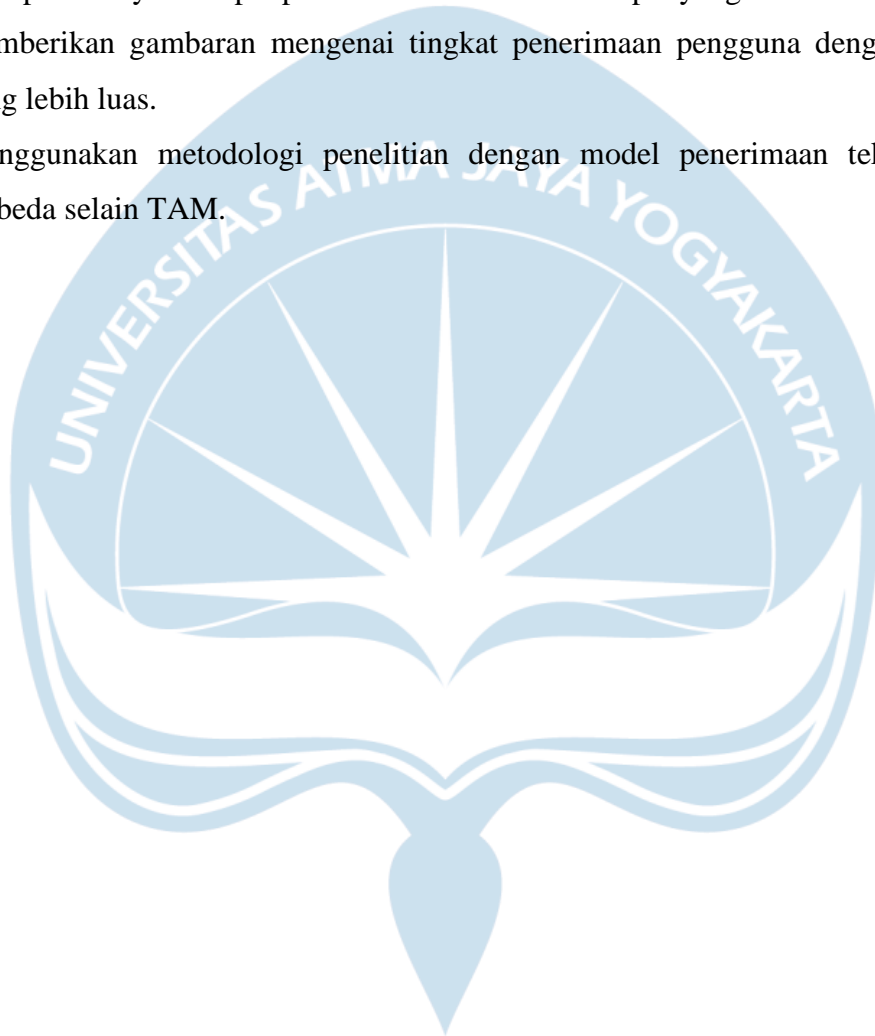 mberikan gambaran mengenai tingkat penerimaan pengguna deng
g lebih luas.
nggunakan metodologi penelitian dengan model penerimaan tel
beda selain TAM.
UNIVERSITAS ATMA JAYA YOGYAKARTA